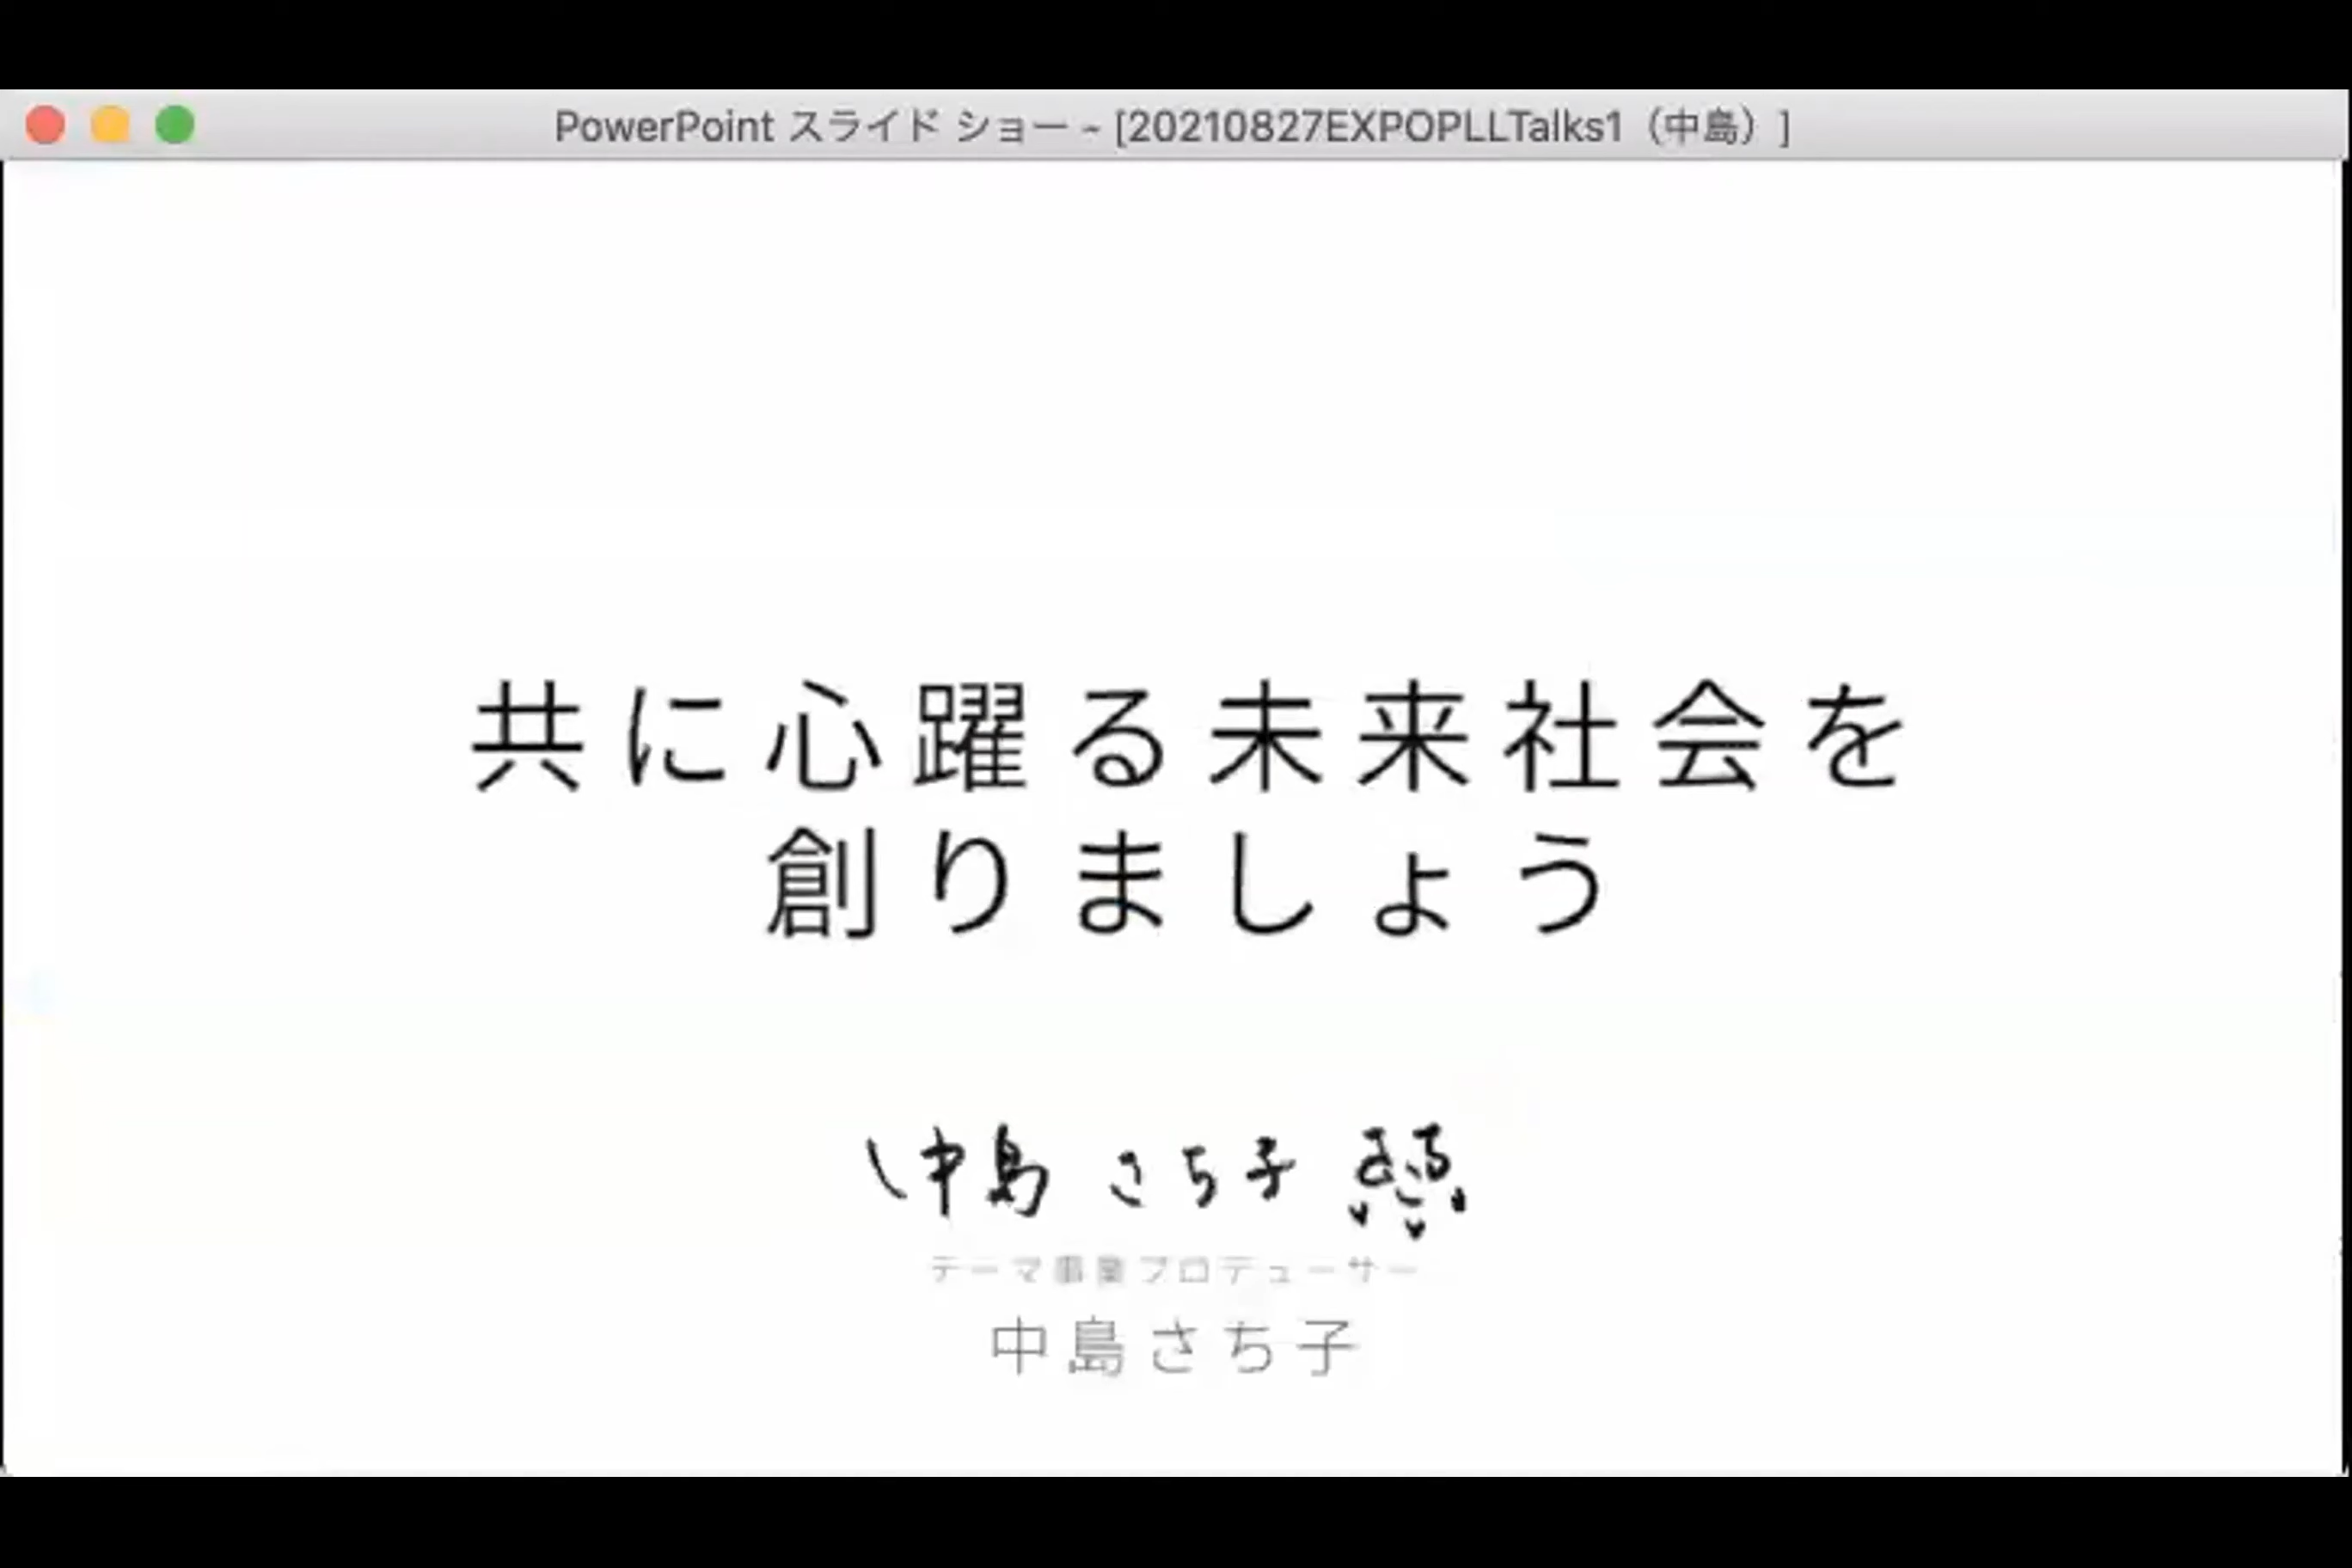 PowerPoint スライド ショー - [20210827EXPOPLLTalks1（中島）]
共に心躍る未来社会を
創りましょう
中島 さち子
テーマ事業プロデューサー
中島さち子